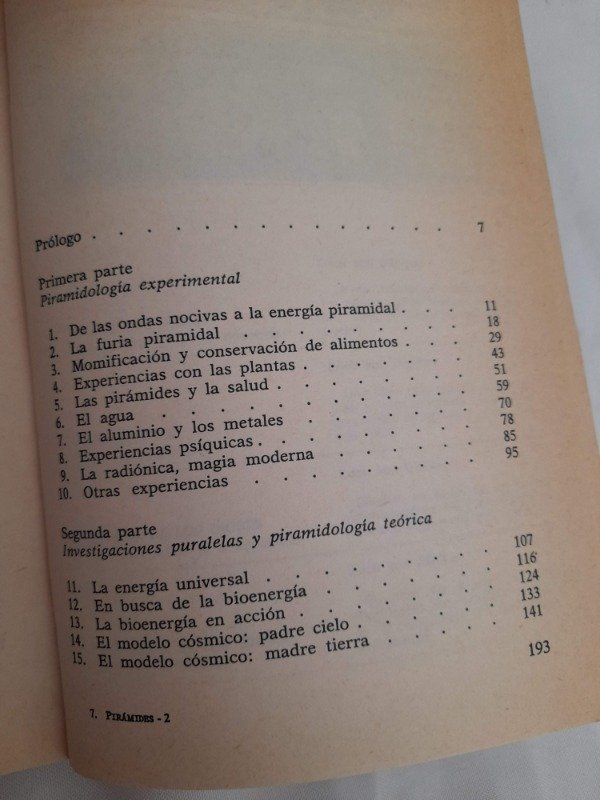 Prólogo . . . . . . . . . . . . . . 7
Primera parte
Piramidología experimental
1. De las ondas nocivas a la energía piramidal . . . 11
2. La furia piramidal . . . . . . . . 18
3. Momificación y conservación de alimentos . . . 29
4. Experiencias con las plantas . . . . . . 43
5. Las pirámides y la salud . . . . . . . 51
6. El agua . . . . . . . . . . . 59
7. El aluminio y los metales . . . . . . 70
8. Experiencias psíquicas . . . . . . . 78
9. La radiónica, magia moderna . . . . . 85
10. Otras experiencias . . . . . . . . 95
Segunda parte
Investigaciones puralelas y piramidología teórica
11. La energía universal . . . . . . . . 107
12. En busca de la bioenergía . . . . . . 116
13. La bioenergía en acción . . . . . . . 124
14. El modelo cósmico: padre cielo . . . . . 133
15. El modelo cósmico: madre tierra . . . . 141
193
7. PIRÁMIDES - 2